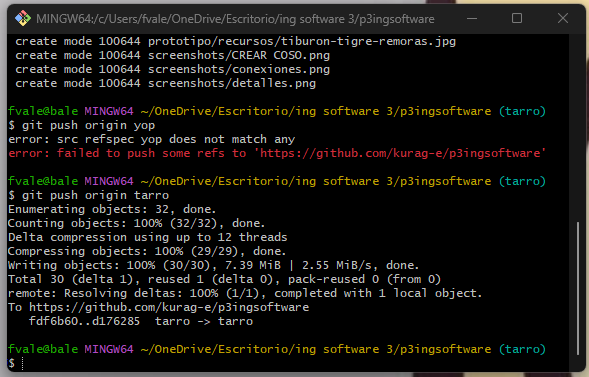 MINGW64:/c/Users/fvale/OneDrive/Escritorio/ing software 3/p3ingsoftware
create mode 100644 prototipo/recursos/tiburon-tigre-remoras.jpg
create mode 100644 screenshots/CREAR COSO.png
create mode 100644 screenshots/conexiones.png
create mode 100644 screenshots/detalles.png
fvale@bale MINGW64 ~/OneDrive/Escritorio/ing software 3/p3ingsoftware (tarro)
$ git push origin yop
error: src refspec yop does not match any
error: failed to push some refs to 'https://github.com/kurag-e/p3ingsoftware'
fvale@bale MINGW64 ~/OneDrive/Escritorio/ing software 3/p3ingsoftware (tarro)
$ git push origin tarro
Enumerating objects: 32, done.
Counting objects: 100% (32/32), done.
Delta compression using up to 12 threads
Compressing objects: 100% (29/29), done.
Writing objects: 100% (30/30), 7.39 MiB | 2.55 MiB/s, done.
Total 30 (delta 1), reused 1 (delta 0), pack-reused 0 (from 0)
remote: Resolving deltas: 100% (1/1), completed with 1 local object.
To https://github.com/kurag-e/p3ingsoftware
fdf6b60..d176285 tarro -> tarro
fvale@bale MINGW64 ~/OneDrive/Escritorio/ing software 3/p3ingsoftware (tarro)
$